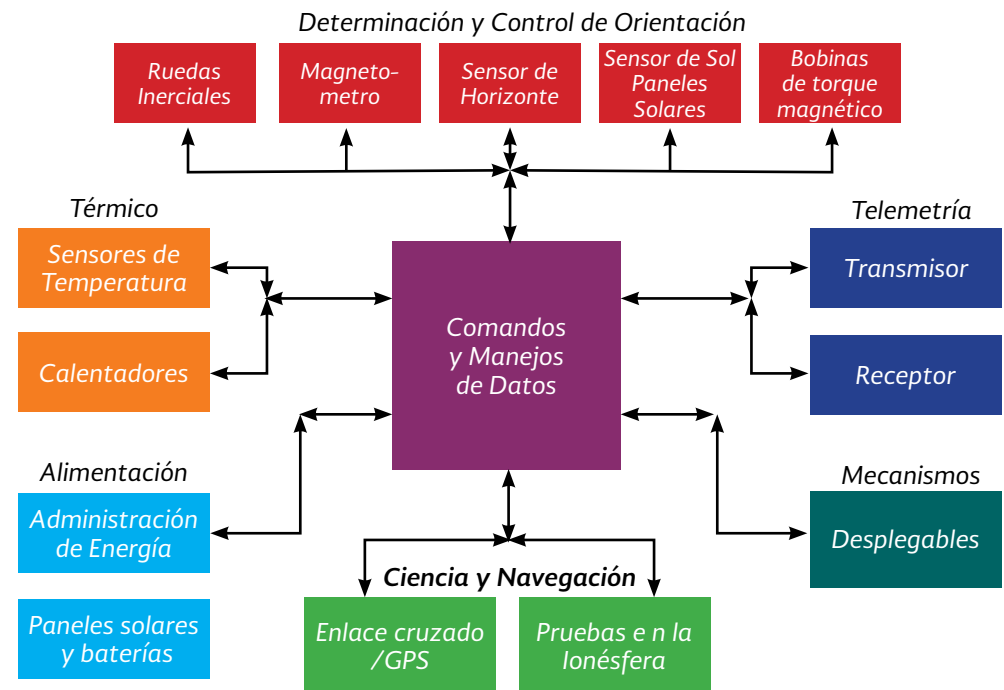 Determinación y Control de Orientación
Ruedas
Inerciales
Magneto-
metro
Sensor de
Horizonte
Sensor de Sol
Paneles
Solares
Bobinas
de torque
magnético
Térmico
Sensores de
Temperatura
Calentadores
Telemetría
Transmisor
Receptor
Comandos
y Manejos
de Datos
Alimentación
Administración
de Energía
Paneles solares
y baterías
Mecanismos
Desplegables
Ciencia y Navegación
Enlace cruzado
/GPS
Pruebas e n la
Ionésfera